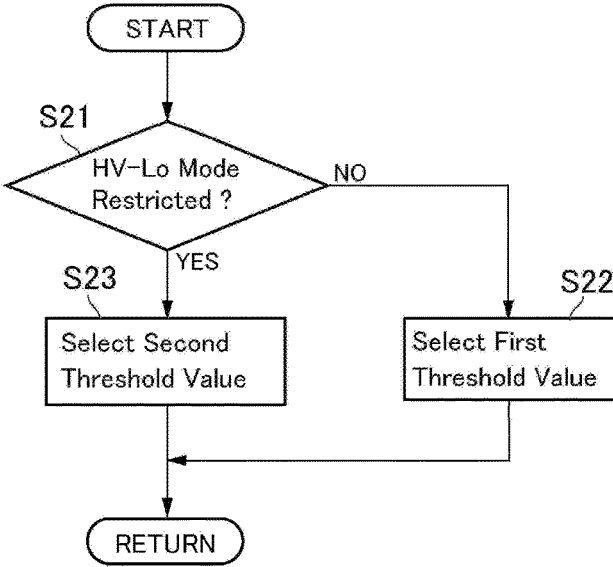 START
S21
HV-Lo Mode
Restricted ?
NO
YES
S23
S22
Select Second
Threshold Value
Select First
Threshold Value
RETURN